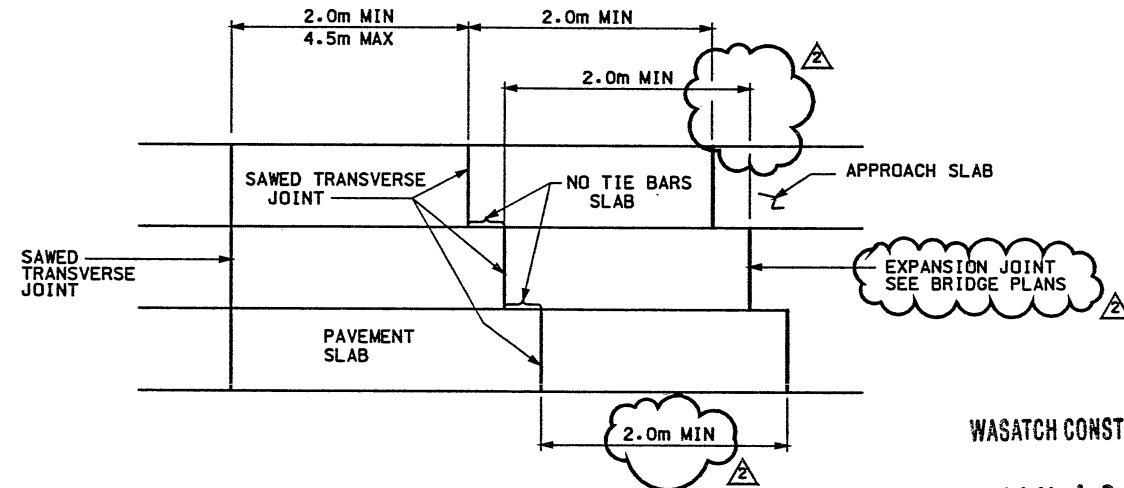 2.0m MIN
4.5m MAX
2.0m MIN
2
2.0m MIN
SAWED TRANSVERSE
JOINT
NO TIE BARS
SLAB
APPROACH SLAB
SAWED
TRANSVERSE
JOINT
EXPANSION JOINT
SEE BRIDGE PLANS
2
PAVEMENT
SLAB
2.0m MIN
2
WASATCH CONST